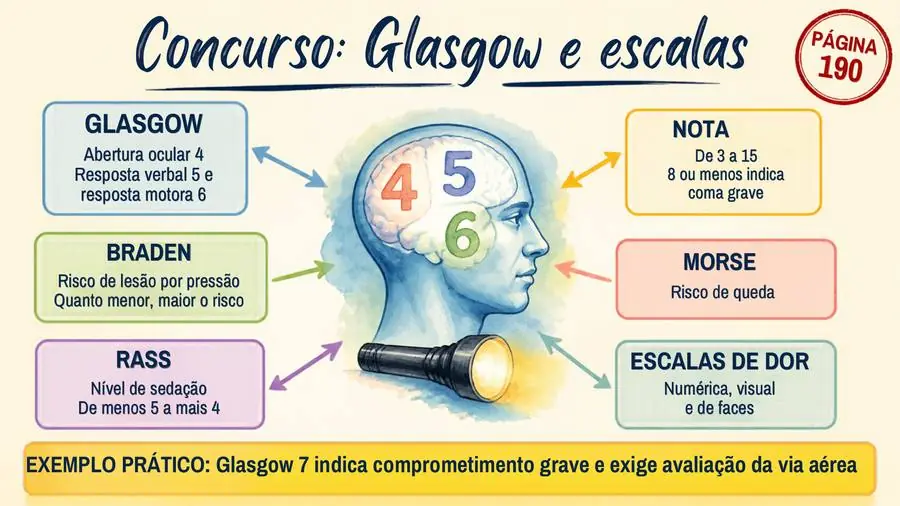 Concurso: Glasgow e escalas
PÁGINA
190
GLASGOW
Abertura ocular 4
Resposta verbal 5 e
resposta motora 6
NOTA
De 3 a 15
8 ou menos indica
coma grave
4
5
6
BRADEN
Risco de lesão por pressão
Quanto menor, maior o risco
MORSE
Risco de queda
RASS
Nível de sedação
De menos 5 a mais 4
ESCALAS DE DOR
Numérica, visual
e de faces
EXEMPLO PRÁTICO: Glasgow 7 indica comprometimento grave e exige avaliação da via aérea